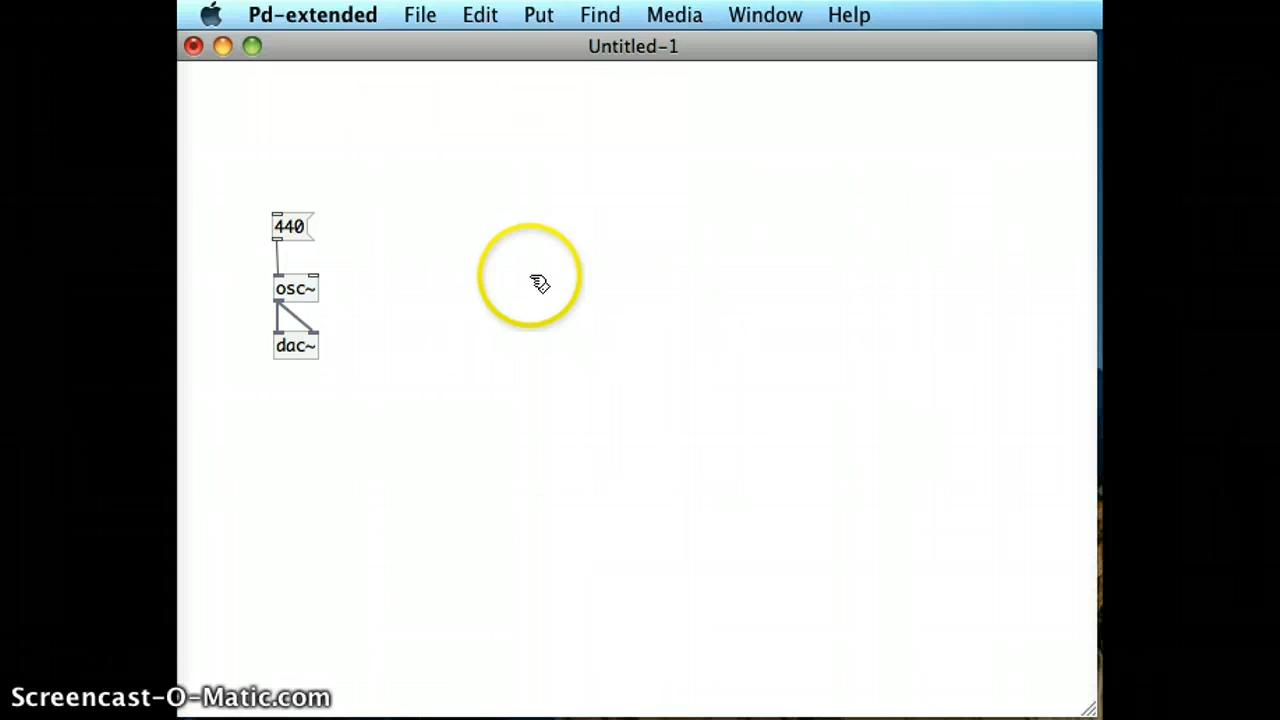 Pd-extended File Edit Put Find Media Window Help
Untitled-1
440
osc~
dac~
Screencast-O-Matic.com